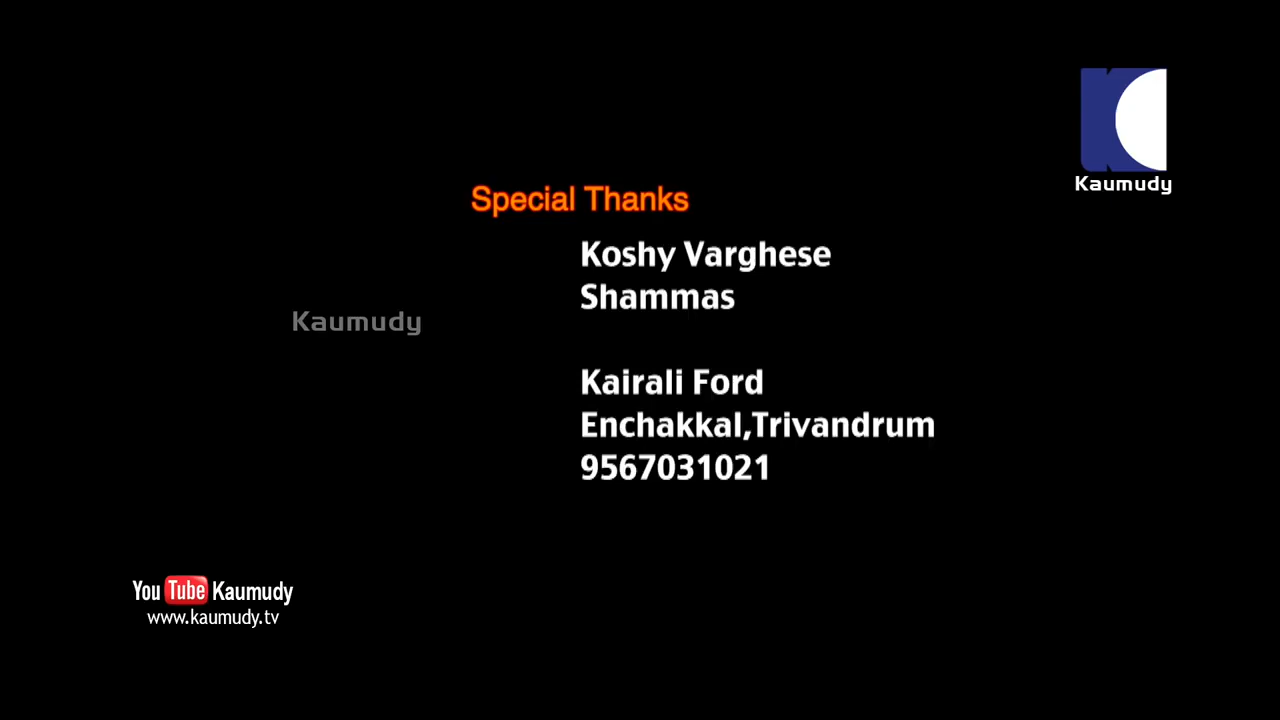 Kaumudy
Special Thanks
Koshy Varghese
Shammas
Kaumudy
Kairali Ford
Enchakkal,Trivandrum
9567031021
You Tube Kaumudy
www.kaumudy.tv